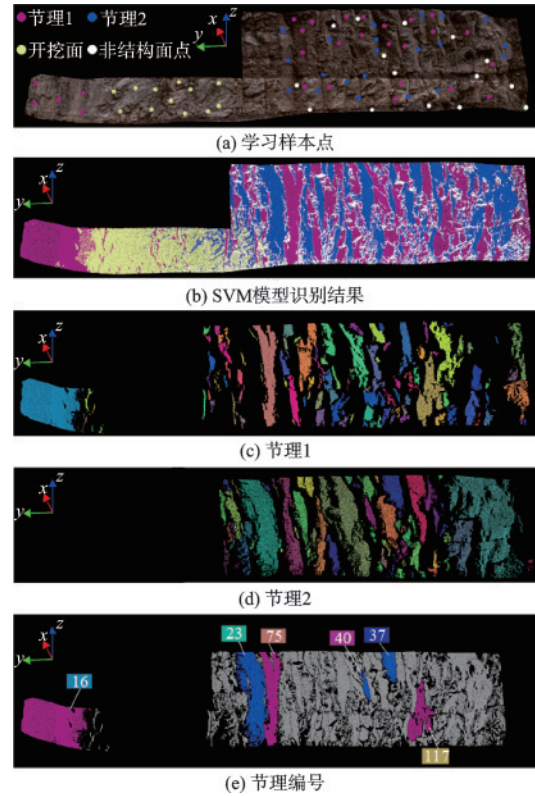 节理1 节理2
开挖面 非结构面点
z
x
y
(a) 学习样本点
z
x
y
(b) SVM模型识别结果
z
x
y
(c) 节理1
z
x
y
(d) 节理2
z
x
y
23 75 40 37
16
117
(e) 节理编号